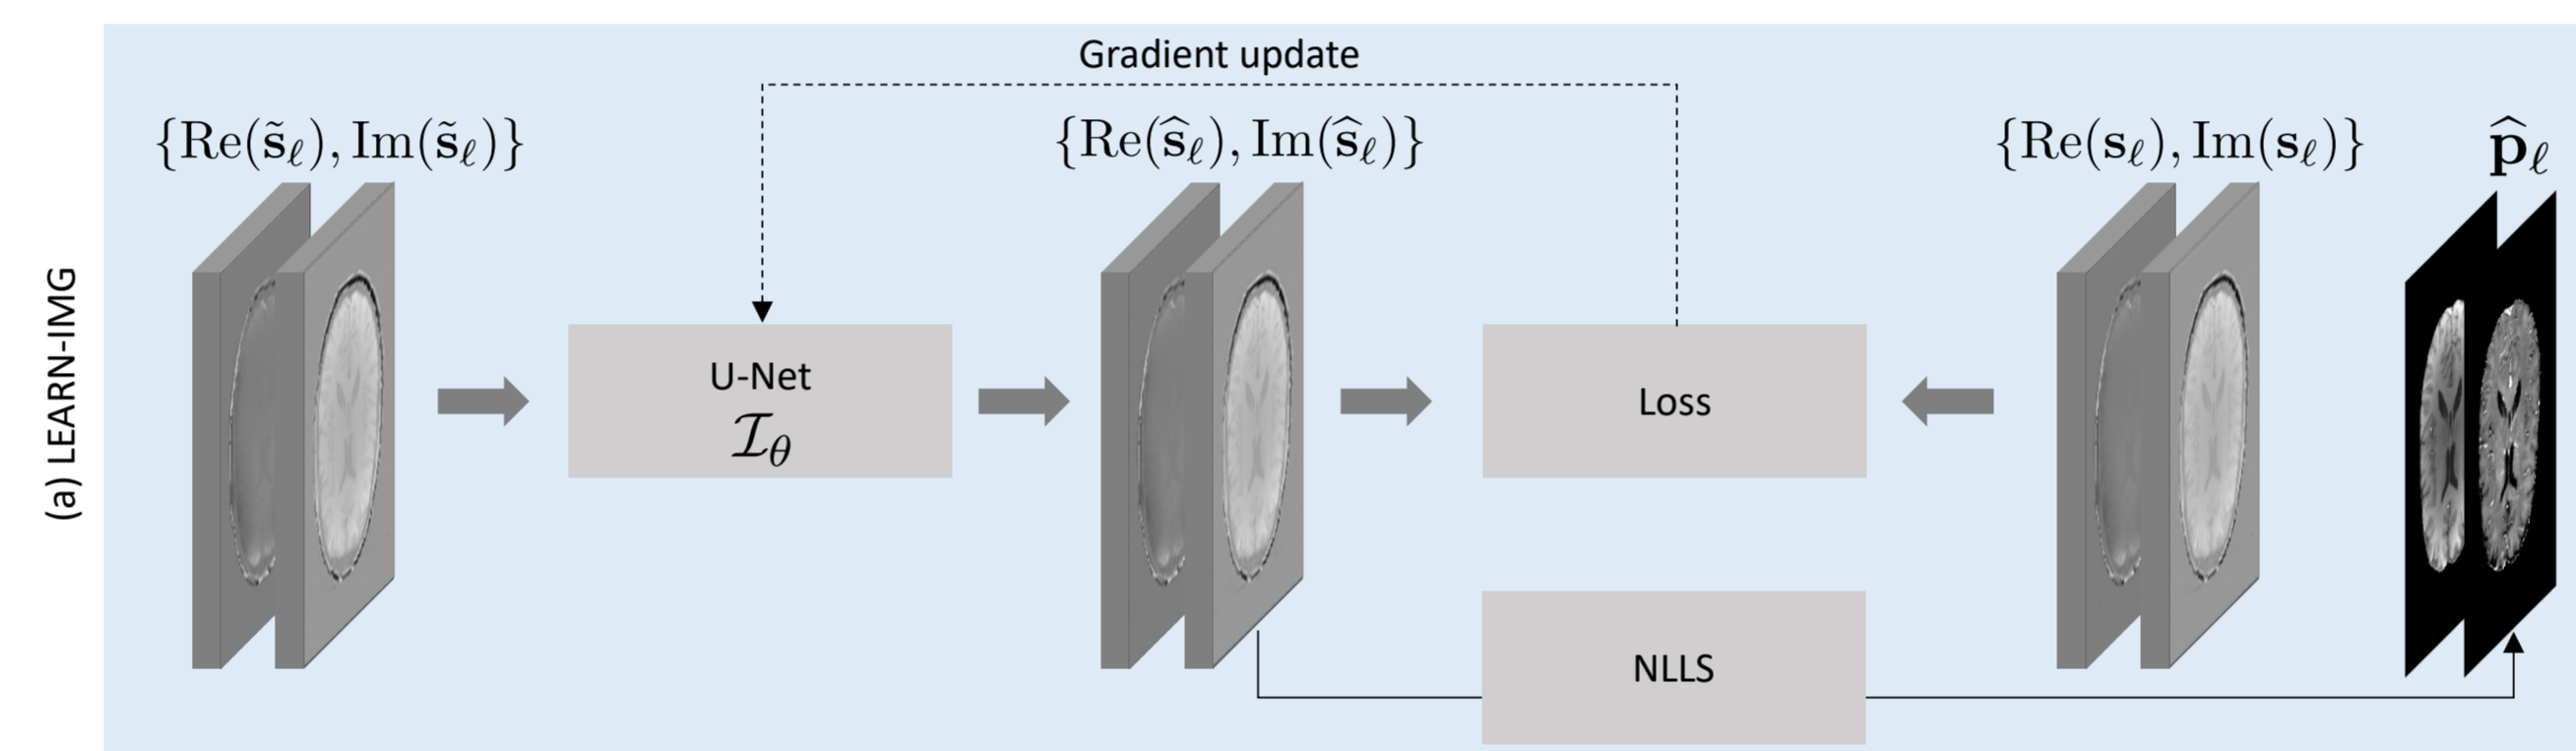 (a) LEARN-IMG
Gradient update
{Re(s̃ℓ), Im(s̃ℓ)}
{Re(ŝℓ), Im(ŝℓ)}
{Re(sℓ), Im(sℓ)}
p̂ℓ
U-Net
𝓘θ
Loss
NLLS